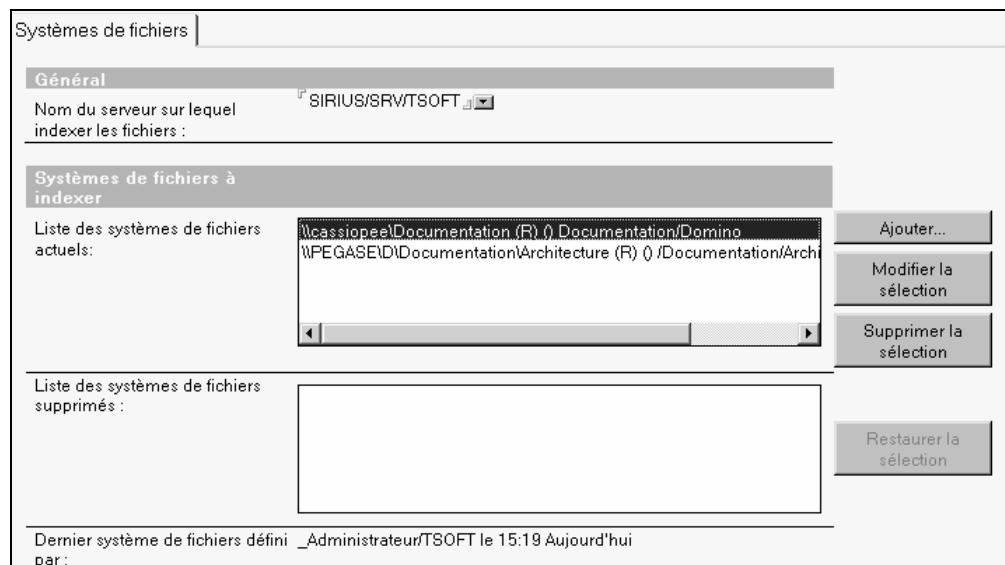 Systèmes de fichiers
Général
Nom du serveur sur lequel
indexer les fichiers :
SIRIUS/SRV/TSOFT
Systèmes de fichiers à
indexer
Liste des systèmes de fichiers
actuels:
\\cassiopee\Documentation (R) () Documentation/Domino
\\PEGASE\D\Documentation\Architecture (R) () /Documentation/Archi
Ajouter...
Modifier la
sélection
Supprimer la
sélection
Liste des systèmes de fichiers
supprimés :
Restaurer la
sélection
Dernier système de fichiers défini
par :
_Administrateur/TSOFT le 15:19 Aujourd'hui